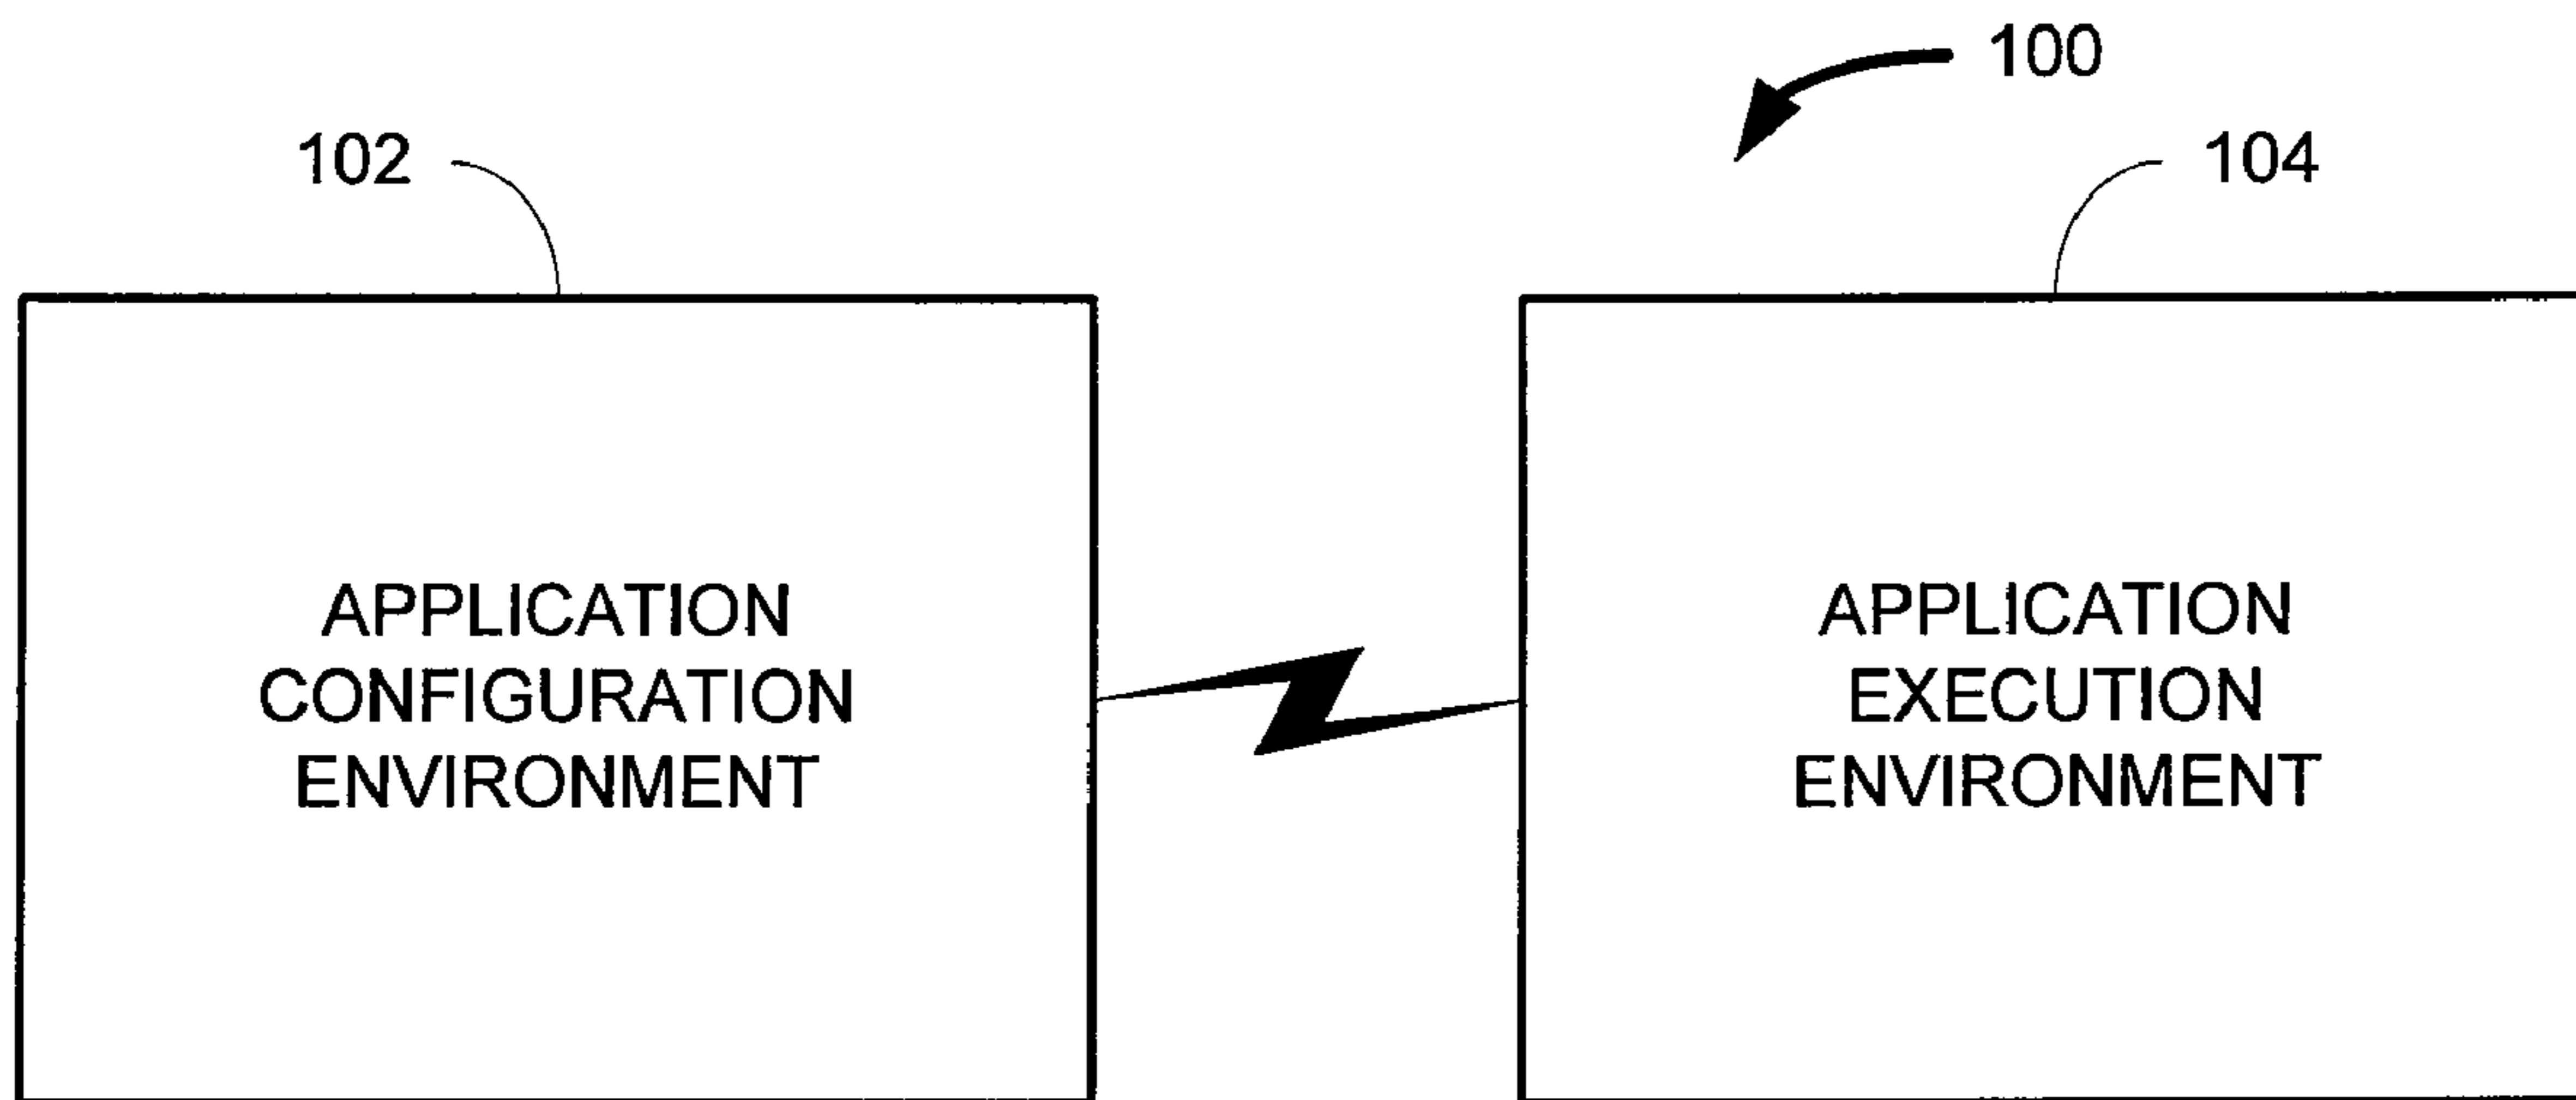 100
102
104
APPLICATION
CONFIGURATION
ENVIRONMENT
APPLICATION
EXECUTION
ENVIRONMENT